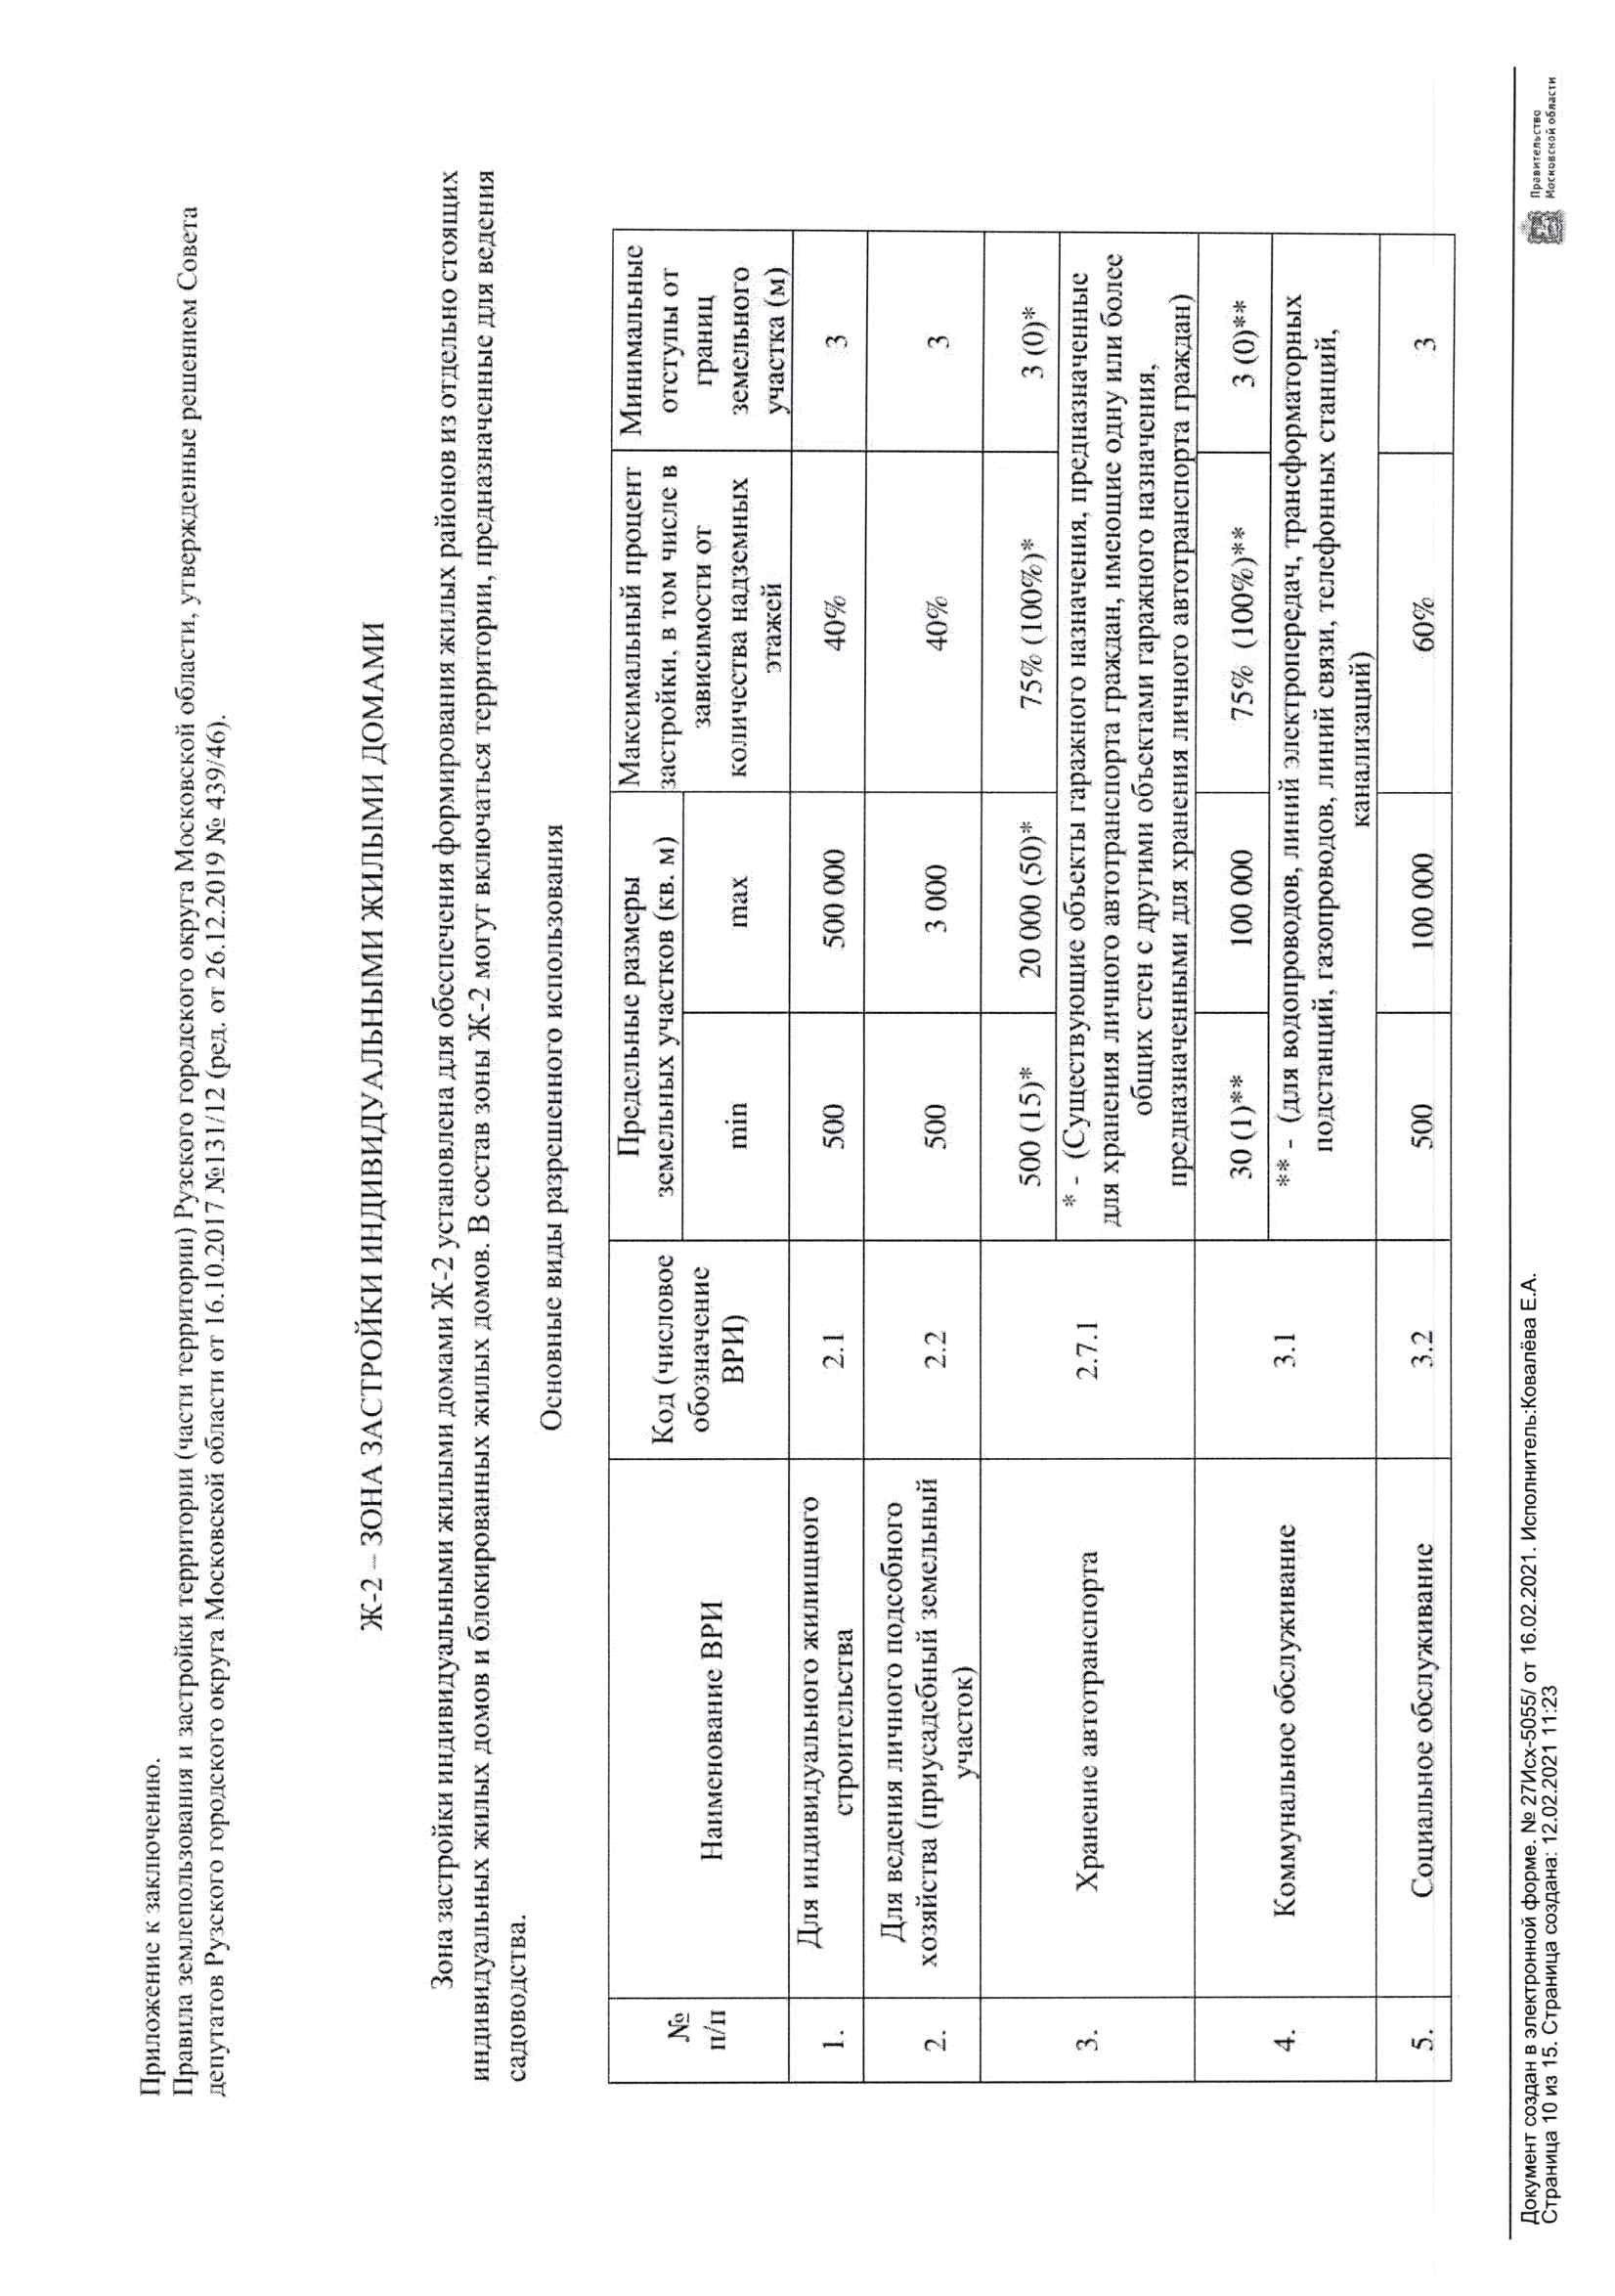 Приложение к заключению.
Правила землепользования и застройки территории (части территории) Рузского городского округа Московской области, утвержденные решением Совета
депутатов Рузского городского округа Московской области от 16.10.2017 №131/12 (ред. от 26.12.2019 № 439/46).
Ж-2 – ЗОНА ЗАСТРОЙКИ ИНДИВИДУАЛЬНЫМИ ЖИЛЫМИ ДОМАМИ
Зона застройки индивидуальными жилыми домами Ж-2 установлена для обеспечения формирования жилых районов из отдельно стоящих
индивидуальных жилых домов и блокированных жилых домов. В состав зоны Ж-2 могут включаться территории, предназначенные для ведения
садоводства.
Основные виды разрешенного использования
№
п/п
Наименование ВРИ
Код (числовое
обозначение
ВРИ)
Предельные размеры
земельных участков (кв. м)
min
max
Максимальный процент
застройки, в том числе в
зависимости от
количества надземных
этажей
Минимальные
отступы от
границ
земельного
участка (м)
1.
Для индивидуального жилищного
строительства
2.1
500
500 000
40%
3
2.
Для ведения личного подсобного
хозяйства (приусадебный земельный
участок)
2.2
500
3 000
40%
3
3.
Хранение автотранспорта
2.7.1
500 (15)*
20 000 (50)*
75% (100%)*
3 (0)*
* - (Существующие объекты гаражного назначения, предназначенные
для хранения личного автотранспорта граждан, имеющие одну или более
общих стен с другими объектами гаражного назначения,
предназначенными для хранения личного автотранспорта граждан)
4.
Коммунальное обслуживание
3.1
30 (1)**
100 000
75% (100%)**
3 (0)**
** - (для водопроводов, линий электропередач, трансформаторных
подстанций, газопроводов, линий связи, телефонных станций,
канализаций)
5.
Социальное обслуживание
3.2
500
100 000
60%
3
Документ создан в электронной форме. № 27Исх-5055/ от 16.02.2021. Исполнитель:Ковалёва Е.А.
Страница 10 из 15. Страница создана: 12.02.2021 11:23
Правительство
Московской области